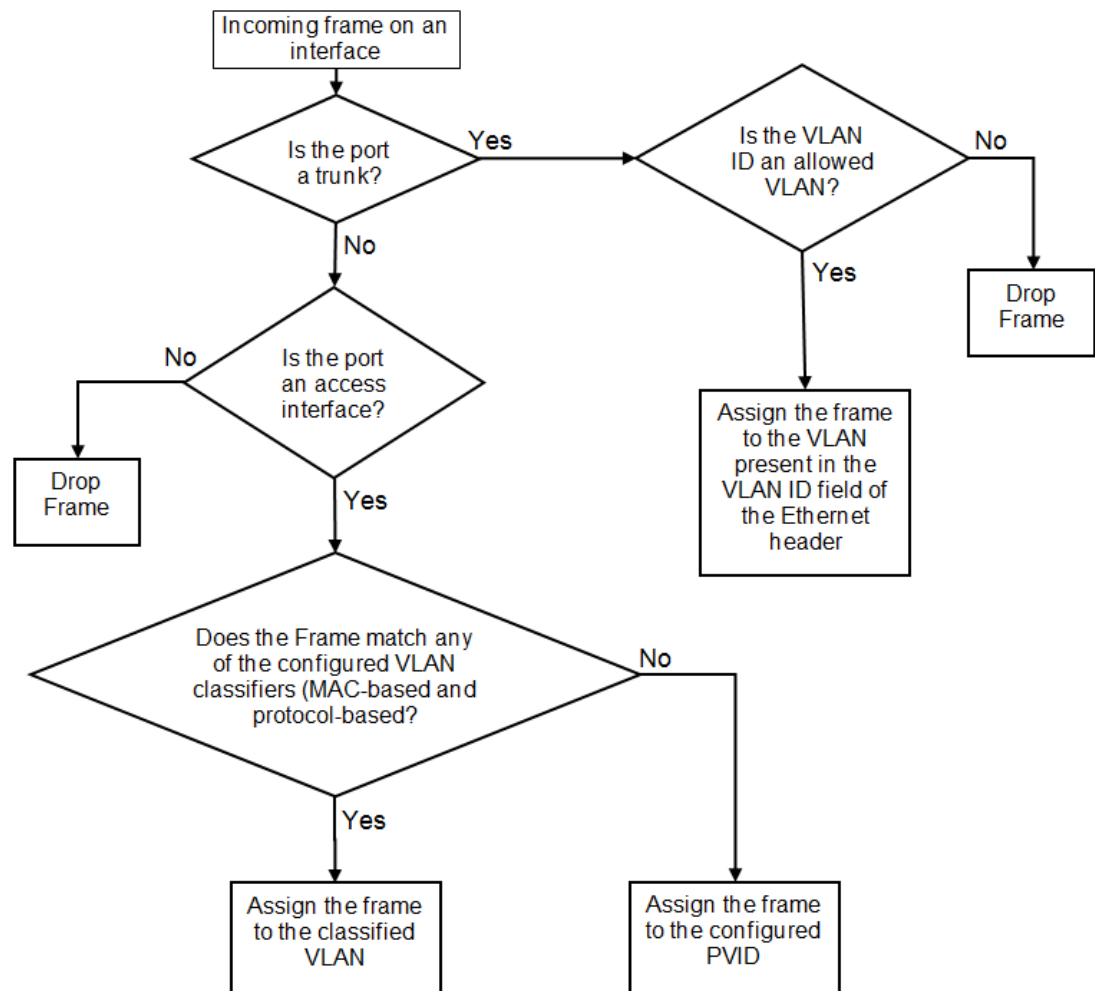 Incoming frame on an
interface
Is the port
a trunk?
Yes
Is the VLAN
ID an allowed
VLAN?
No
Drop
Frame
Yes
Assign the frame
to the VLAN
present in the
VLAN ID field of
the Ethernet
header
No
Is the port
an access
interface?
No
Drop
Frame
Yes
Does the Frame match any
of the configured VLAN
classifiers (MAC-based and
protocol-based?
No
Yes
Assign the frame
to the classified
VLAN
Assign the frame
to the configured
PVID